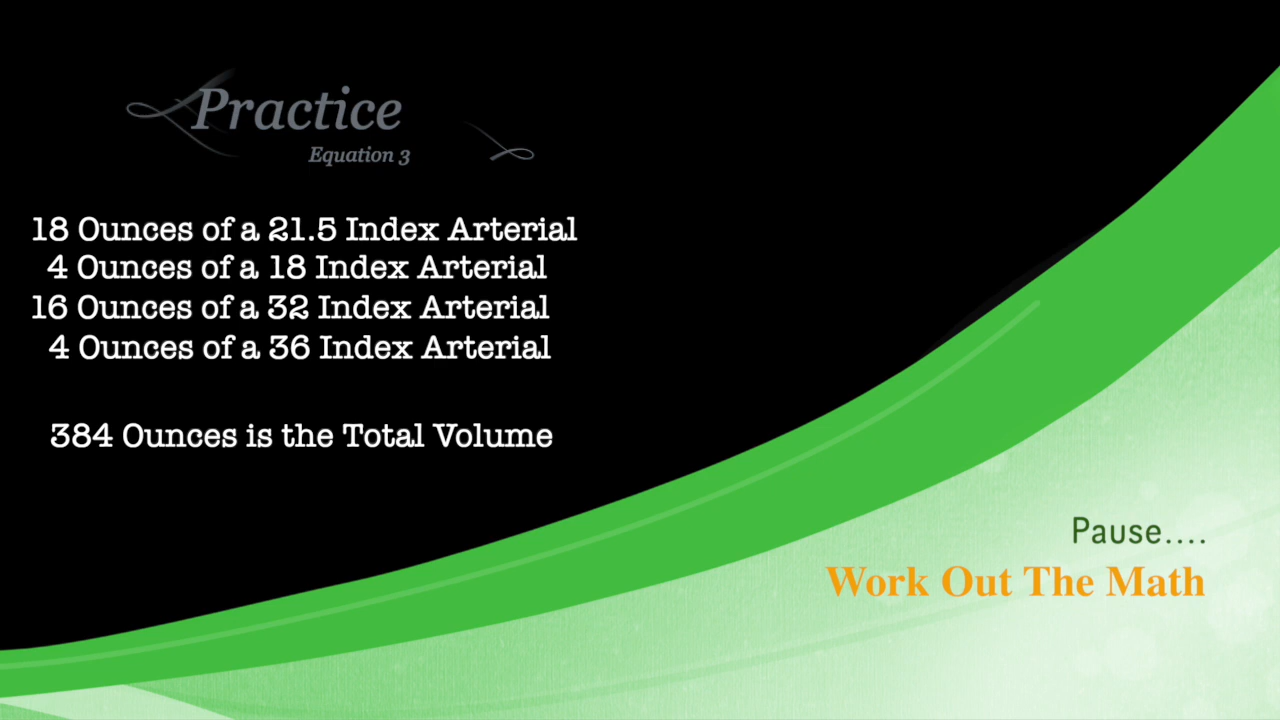 Practice
Equation 3
18 Ounces of a 21.5 Index Arterial
4 Ounces of a 18 Index Arterial
16 Ounces of a 32 Index Arterial
4 Ounces of a 36 Index Arterial
384 Ounces is the Total Volume
Pause....
Work Out The Math